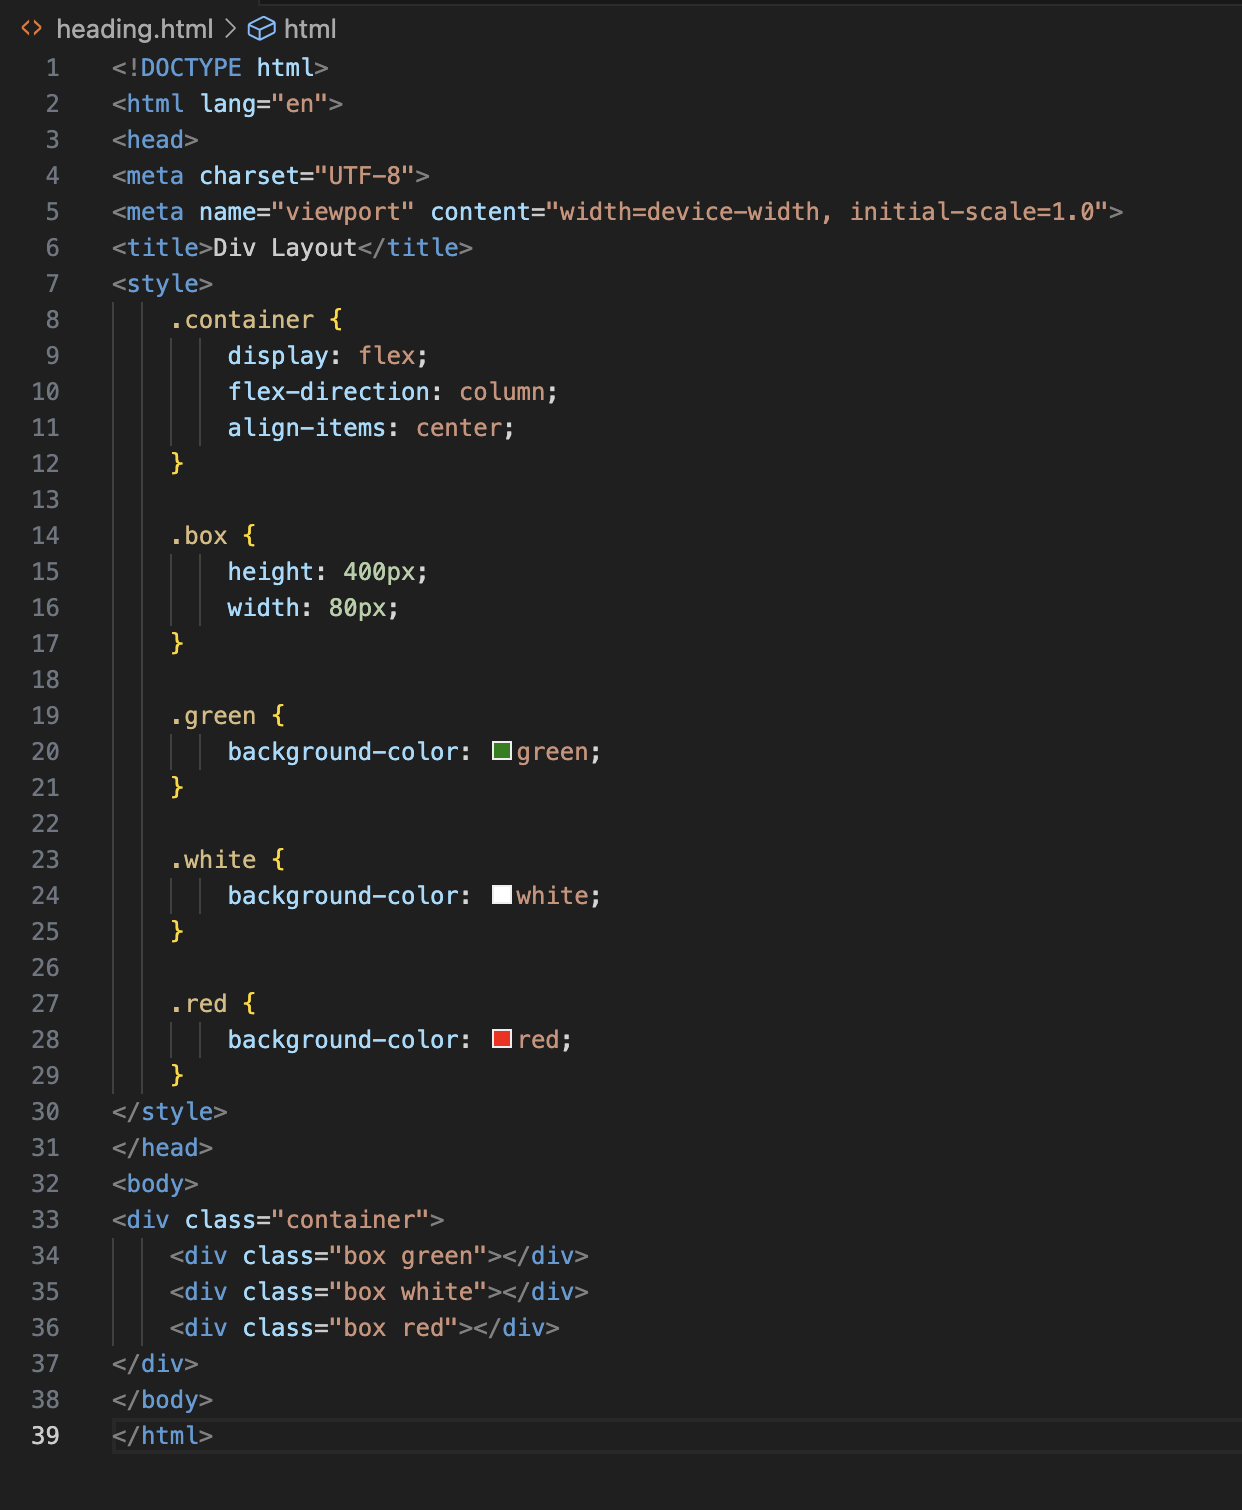 heading.html > html
1 <!DOCTYPE html>
2 <html lang="en">
3 <head>
4 <meta charset="UTF-8">
5 <meta name="viewport" content="width=device-width, initial-scale=1.0">
6 <title>Div Layout</title>
7 <style>
8     .container {
9         display: flex;
10         flex-direction: column;
11         align-items: center;
12     }
13
14     .box {
15         height: 400px;
16         width: 80px;
17     }
18
19     .green {
20         background-color: green;
21     }
22
23     .white {
24         background-color: white;
25     }
26
27     .red {
28         background-color: red;
29     }
30 </style>
31 </head>
32 <body>
33 <div class="container">
34     <div class="box green"></div>
35     <div class="box white"></div>
36     <div class="box red"></div>
37 </div>
38 </body>
39 </html>